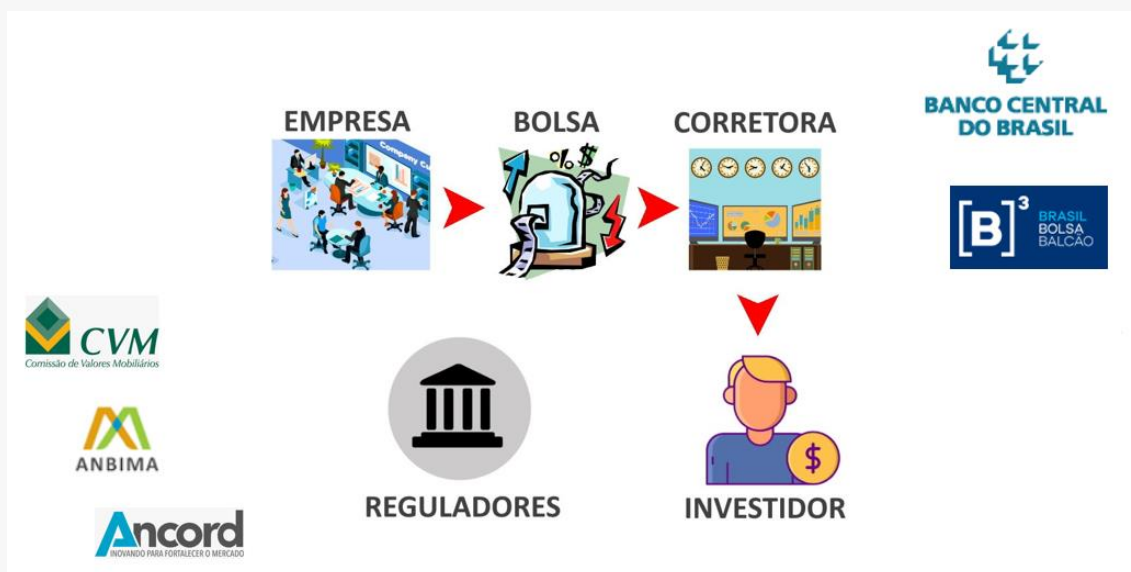 EMPRESA
BOLSA
CORRETORA
Company
% $
BANCO CENTRAL
DO BRASIL
[B]³
BRASIL
BOLSA
BALCÃO
CVM
Comissão de Valores Mobiliários
ANBIMA
REGULADORES
$
INVESTIDOR
Ancord
INOVANDO PARA FORTALECER O MERCADO